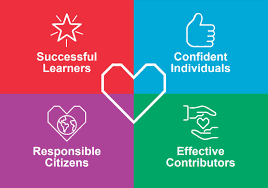 Successful
Learners
Confident
Individuals
Responsible
Citizens
Effective
Contributors